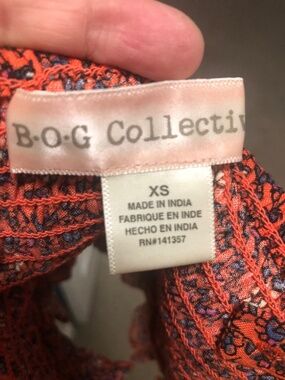 B·O·G Collectiv
XS
MADE IN INDIA
FABRIQUE EN INDE
HECHO EN INDIA
RN#141357